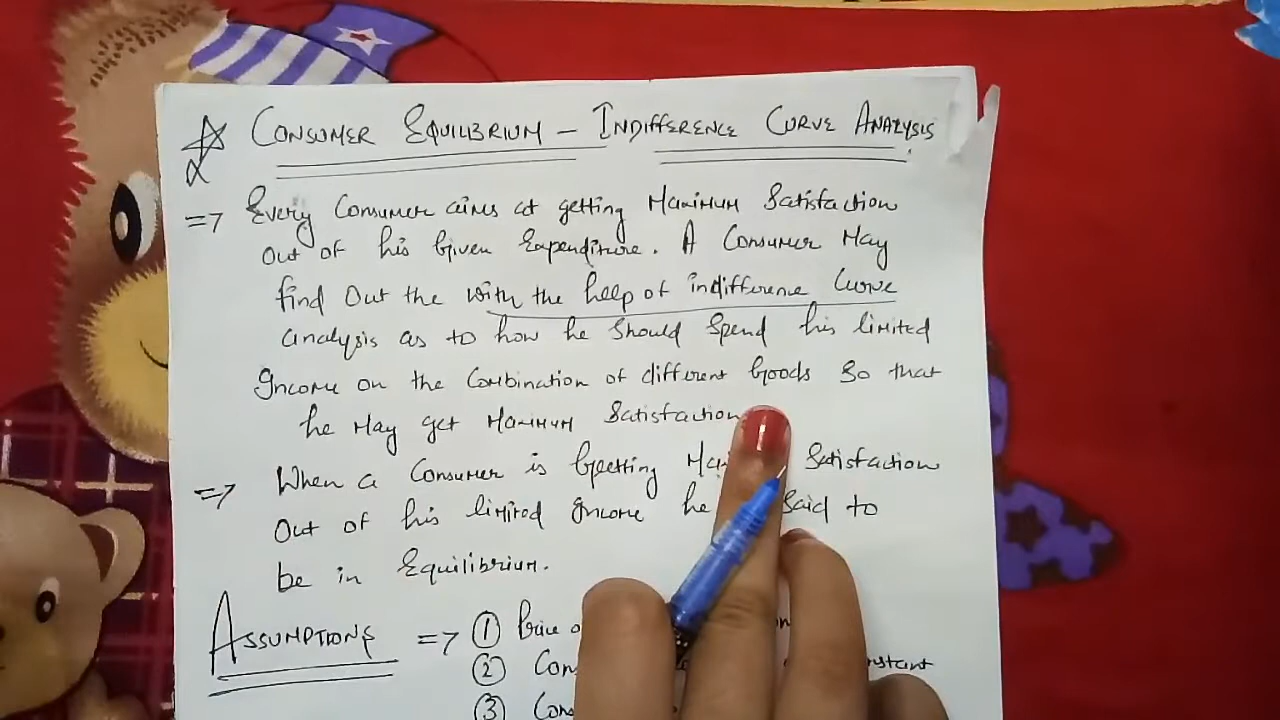 CONSUMER EQUILIBRIUM - INDIFFERENCE CURVE ANALYSIS
=> Every Consumer aims at getting Maximum Satisfaction
out of his Given Expenditure. A Consumer May
find Out the with the help of indifference Curve
analysis as to how he Should Spend his limited
Income on the Combination of different Goods So that
he May get Maximum Satisfaction
=> When a Consumer is Getting Satisfaction
Out of his limited Income he Said to
be in Equilibrium.
ASSUMPTIONS => ① Price
②
③